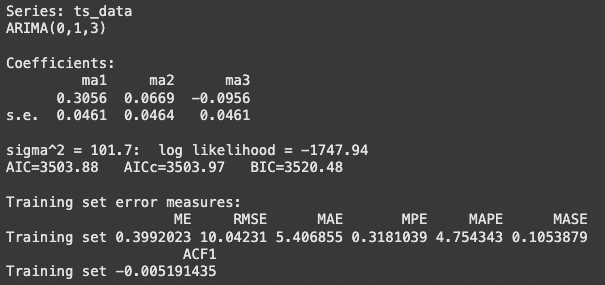 Series: ts_data
ARIMA(0,1,3)
Coefficients:
ma1 ma2 ma3
0.3056 0.0669 -0.0956
s.e. 0.0461 0.0464 0.0461
sigma^2 = 101.7: log likelihood = -1747.94
AIC=3503.88 AICc=3503.97 BIC=3520.48
Training set error measures:
ME RMSE MAE MPE MAPE MASE
Training set 0.3992023 10.04231 5.406855 0.3181039 4.754343 0.1053879
ACF1
Training set -0.005191435